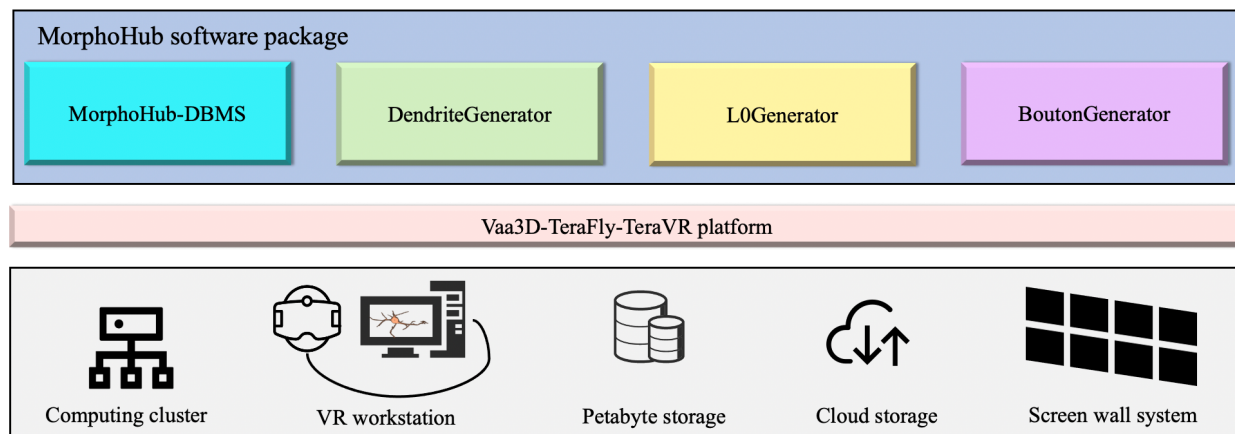 MorphoHub software package
MorphoHub-DBMS
DendriteGenerator
L0Generator
BoutonGenerator
Vaa3D-TeraFly-TeraVR platform
Computing cluster
VR workstation
Petabyte storage
Cloud storage
Screen wall system